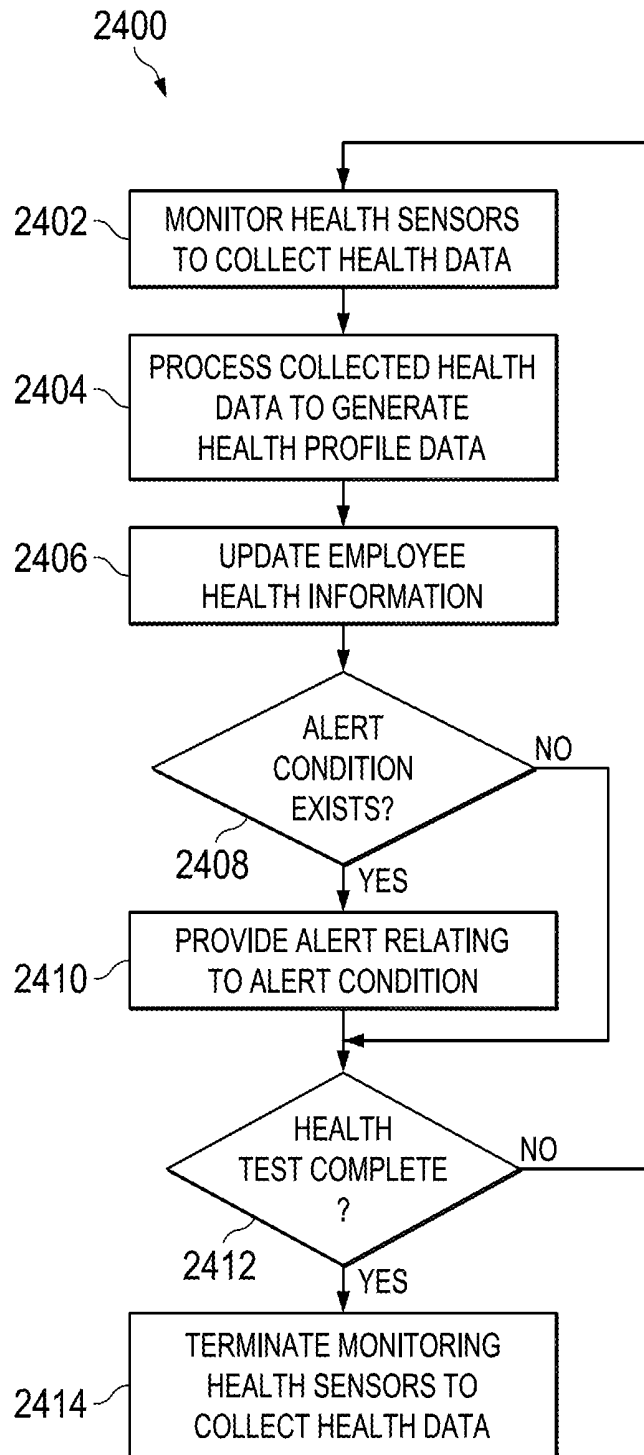 2400
2402
MONITOR HEALTH SENSORS
TO COLLECT HEALTH DATA
2404
PROCESS COLLECTED HEALTH
DATA TO GENERATE
HEALTH PROFILE DATA
2406
UPDATE EMPLOYEE
HEALTH INFORMATION
ALERT
CONDITION
EXISTS?
NO
2408
YES
2410
PROVIDE ALERT RELATING
TO ALERT CONDITION
HEALTH
TEST COMPLETE
?
NO
2412
YES
2414
TERMINATE MONITORING
HEALTH SENSORS TO
COLLECT HEALTH DATA